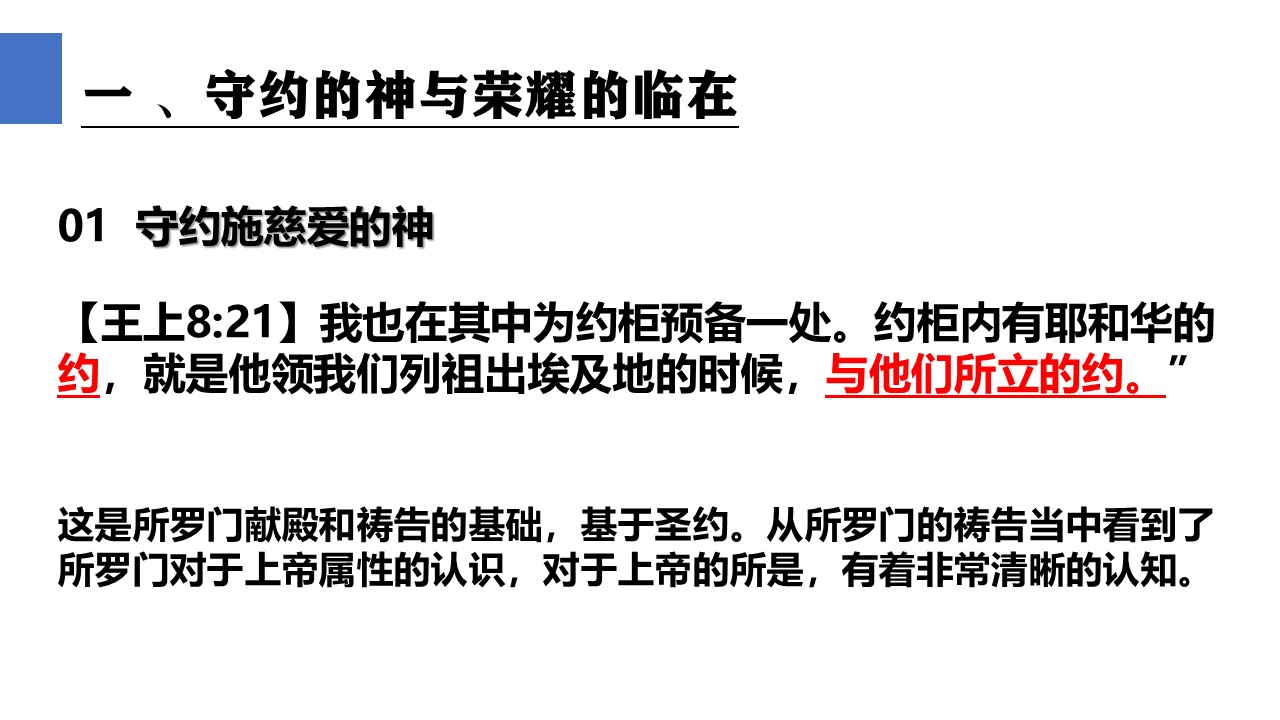 一 、守约的神与荣耀的临在
01 守约施慈爱的神
【王上8:21】我也在其中为约柜预备一处。约柜内有耶和华的
约，就是他领我们列祖出埃及地的时候，与他们所立的约。”
这是所罗门献殿和祷告的基础，基于圣约。从所罗门的祷告当中看到了
所罗门对于上帝属性的认识，对于上帝的所是，有着非常清晰的认知。